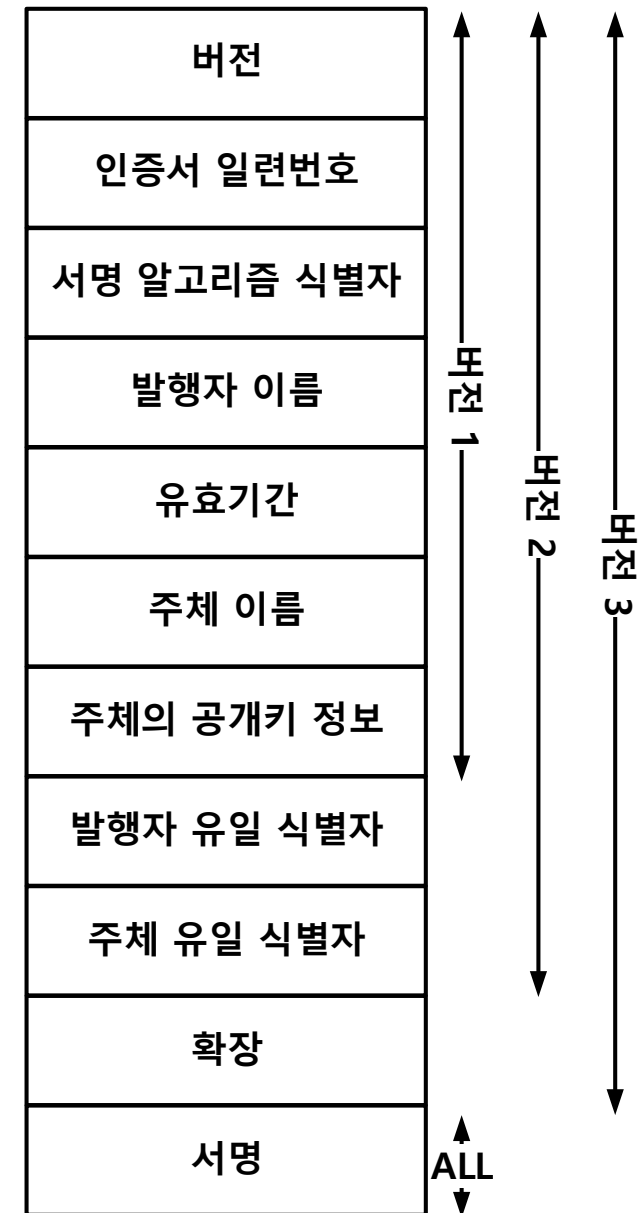 버전
인증서 일련번호
서명 알고리즘 식별자
발행자 이름
유효기간
주체 이름
주체의 공개키 정보
발행자 유일 식별자
주체 유일 식별자
확장
서명
버전 1
버전 2
버전 3
ALL